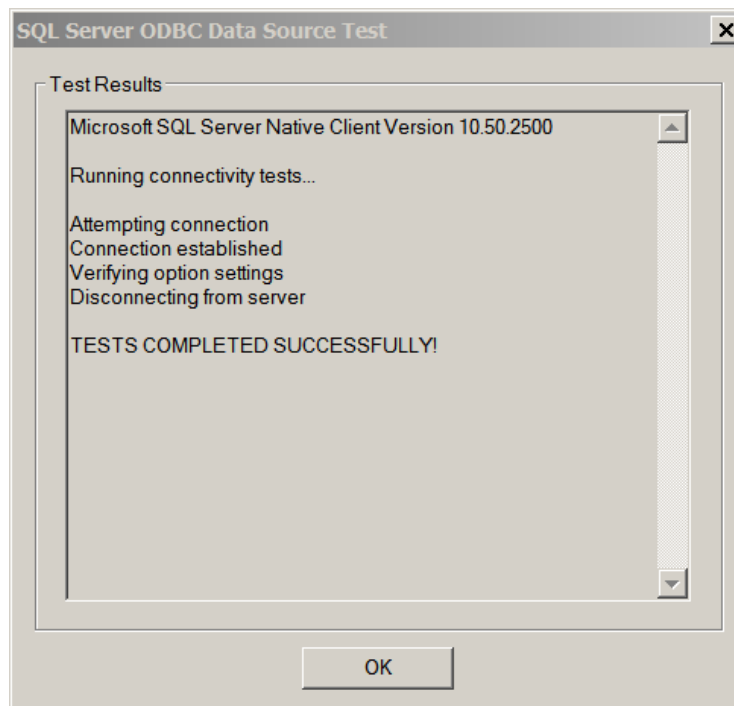 SQL Server ODBC Data Source Test
Test Results
Microsoft SQL Server Native Client Version 10.50.2500
Running connectivity tests...
Attempting connection
Connection established
Verifying option settings
Disconnecting from server
TESTS COMPLETED SUCCESSFULLY!
OK